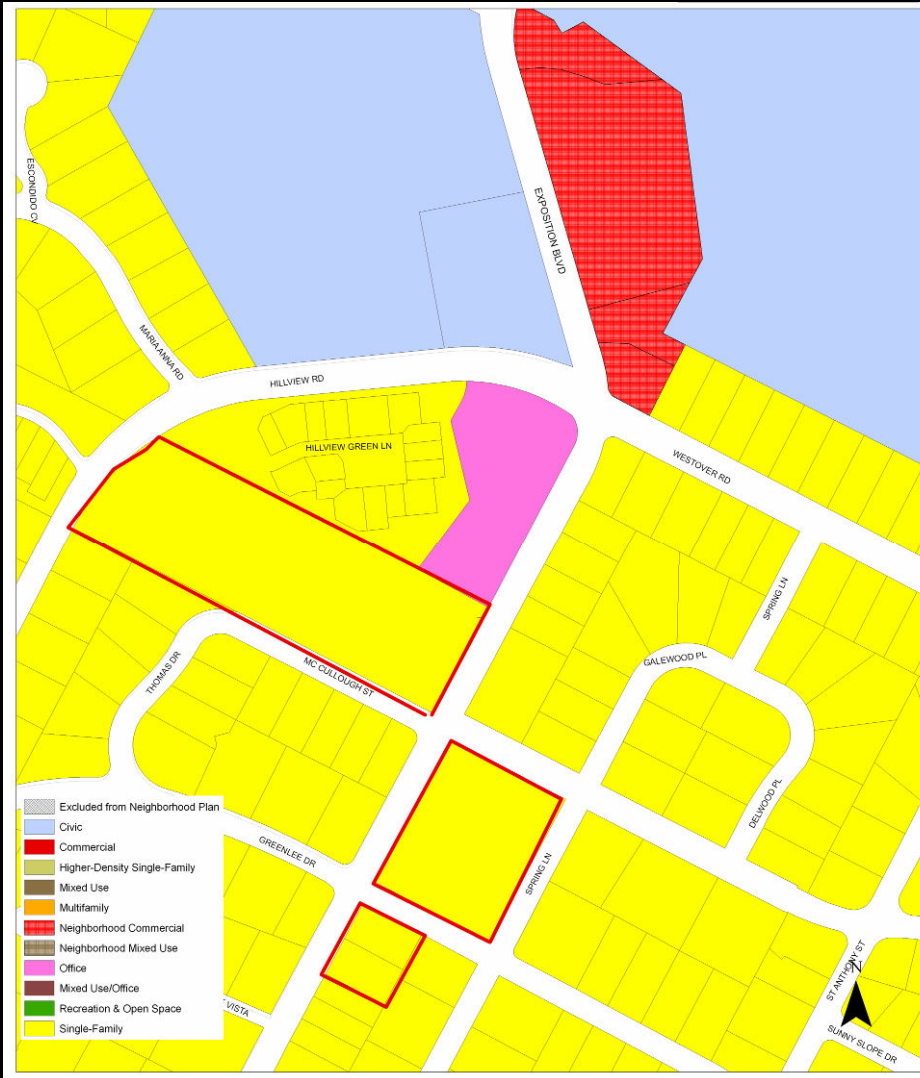 ESCONDIDO CV
EXPOSITION BLVD
MARIA ANNA RD
HILLVIEW RD
HILLVIEW GREEN LN
WESTOVER RD
SPRING LN
GALEWOOD PL
THOMAS DR
MC CULLOUGH ST
DELWOOD PL
GREENLEE DR
SPRING LN
ST ANTHONY ST
N
SUNNY SLOPE DR
VISTA
Excluded from Neighborhood Plan
Civic
Commercial
Higher-Density Single-Family
Mixed Use
Multifamily
Neighborhood Commercial
Neighborhood Mixed Use
Office
Mixed Use/Office
Recreation & Open Space
Single-Family